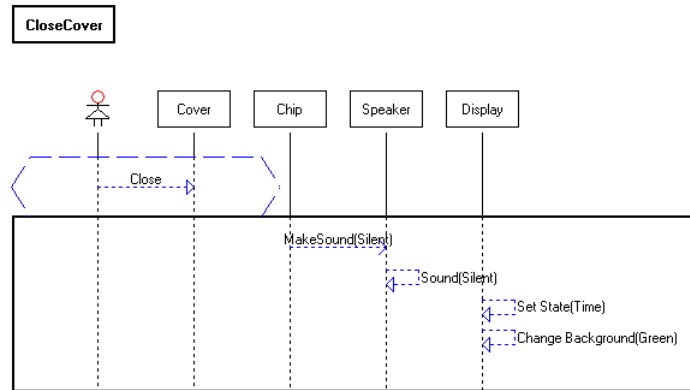 CloseCover
Cover
Chip
Speaker
Display
Close
MakeSound(Silent)
Sound(Silent)
Set State(Time)
Change Background(Green)